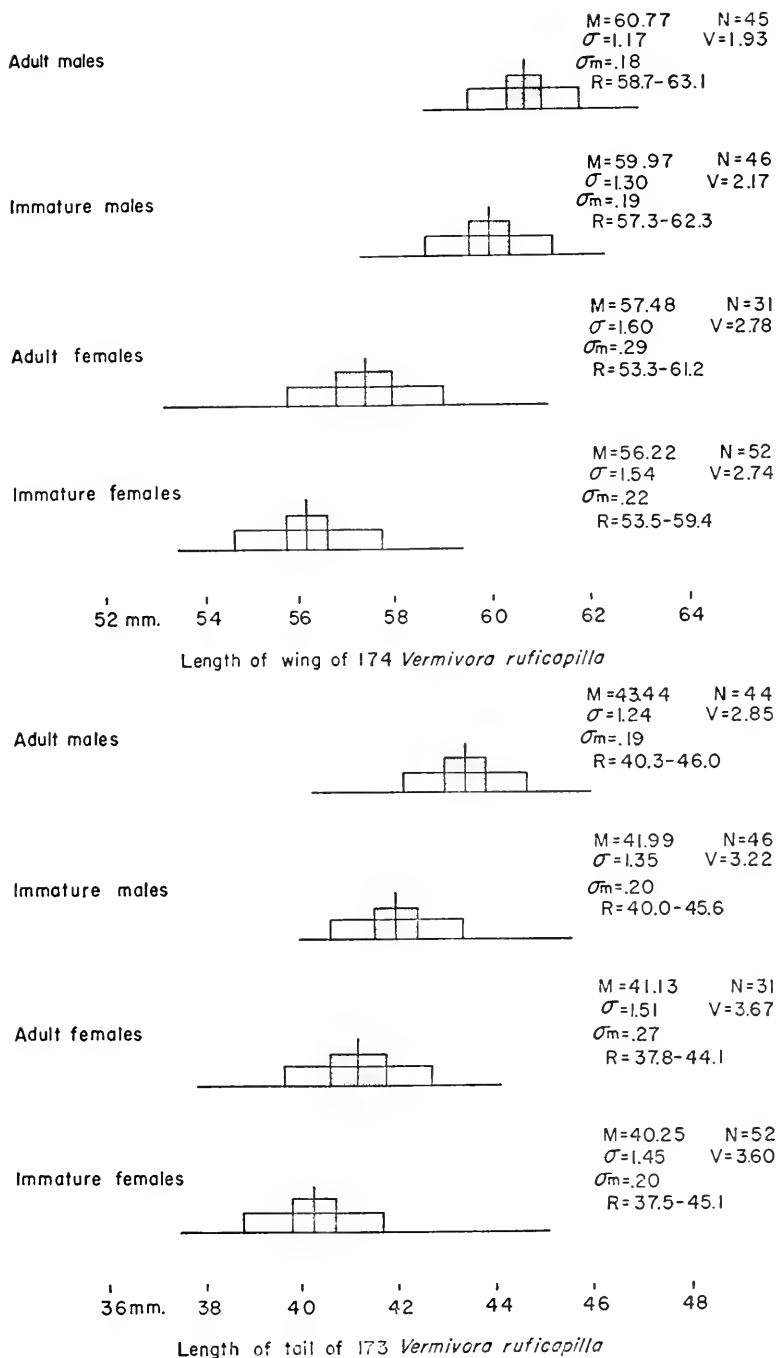 M=60.77 N=45
σ=1.17 V=1.93
Adult males
σm=.18
R=58.7-63.1
M=59.97 N=46
σ=1.30 V=2.17
Immature males
σm=.19
R=57.3-62.3
M=57.48 N=31
σ=1.60 V=2.78
Adult females
σm=.29
R=53.3-61.2
M=56.22 N=52
σ=1.54 V=2.74
Immature females
σm=.22
R=53.5-59.4
52 mm. 54 56 58 60 62 64
Length of wing of 174 Vermivora ruficapilla
M=43.44 N=44
σ=1.24 V=2.85
Adult males
σm=.19
R=40.3-46.0
M=41.99 N=46
σ=1.35 V=3.22
Immature males
σm=.20
R=40.0-45.6
M=41.13 N=31
σ=1.51 V=3.67
Adult females
σm=.27
R=37.8-44.1
M=40.25 N=52
σ=1.45 V=3.60
Immature females
σm=.20
R=37.5-45.1
36mm. 38 40 42 44 46 48
Length of tail of 173 Vermivora ruficapilla